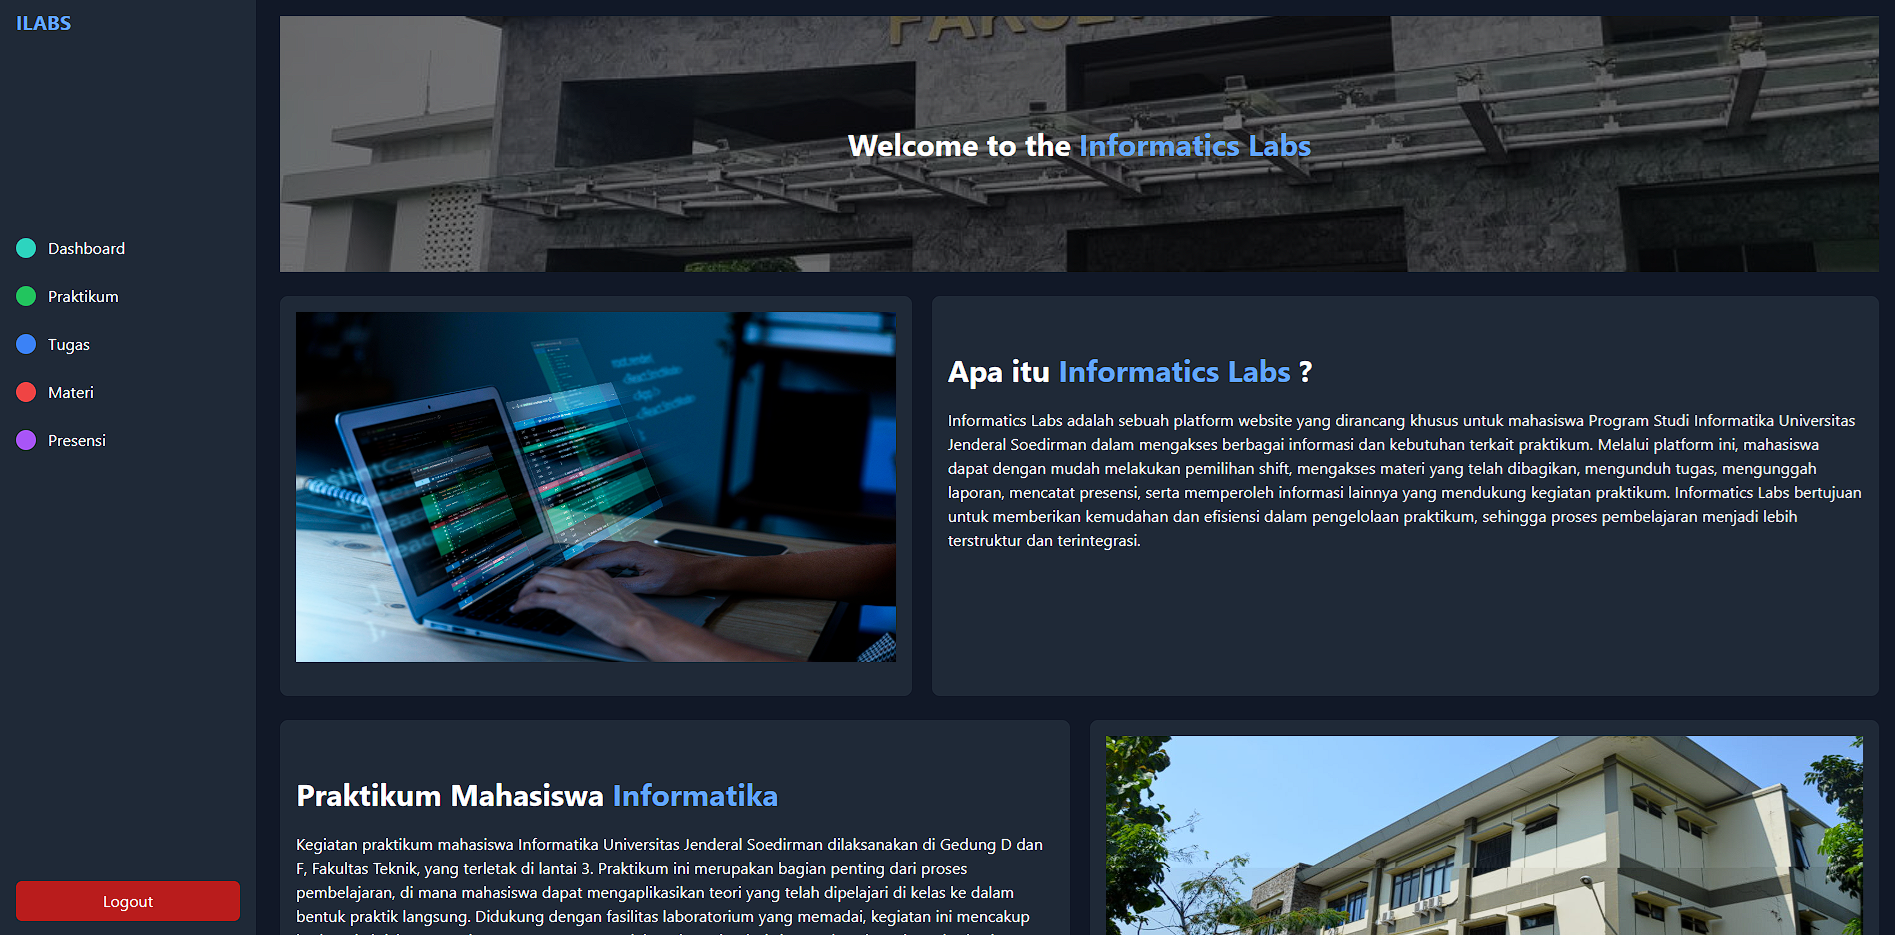 ILABS
Dashboard
Praktikum
Tugas
Materi
Presensi
Logout
Welcome to the Informatics Labs
Apa itu Informatics Labs ?
Informatics Labs adalah sebuah platform website yang dirancang khusus untuk mahasiswa Program Studi Informatika Universitas
Jenderal Soedirman dalam mengakses berbagai informasi dan kebutuhan terkait praktikum. Melalui platform ini, mahasiswa
dapat dengan mudah melakukan pemilihan shift, mengakses materi yang telah dibagikan, mengunduh tugas, mengunggah
laporan, mencatat presensi, serta memperoleh informasi lainnya yang mendukung kegiatan praktikum. Informatics Labs bertujuan
untuk memberikan kemudahan dan efisiensi dalam pengelolaan praktikum, sehingga proses pembelajaran menjadi lebih
terstruktur dan terintegrasi.
Praktikum Mahasiswa Informatika
Kegiatan praktikum mahasiswa Informatika Universitas Jenderal Soedirman dilaksanakan di Gedung D dan
F, Fakultas Teknik, yang terletak di lantai 3. Praktikum ini merupakan bagian penting dari proses
pembelajaran, di mana mahasiswa dapat mengaplikasikan teori yang telah dipelajari di kelas ke dalam
bentuk praktik langsung. Didukung dengan fasilitas laboratorium yang memadai, kegiatan ini mencakup